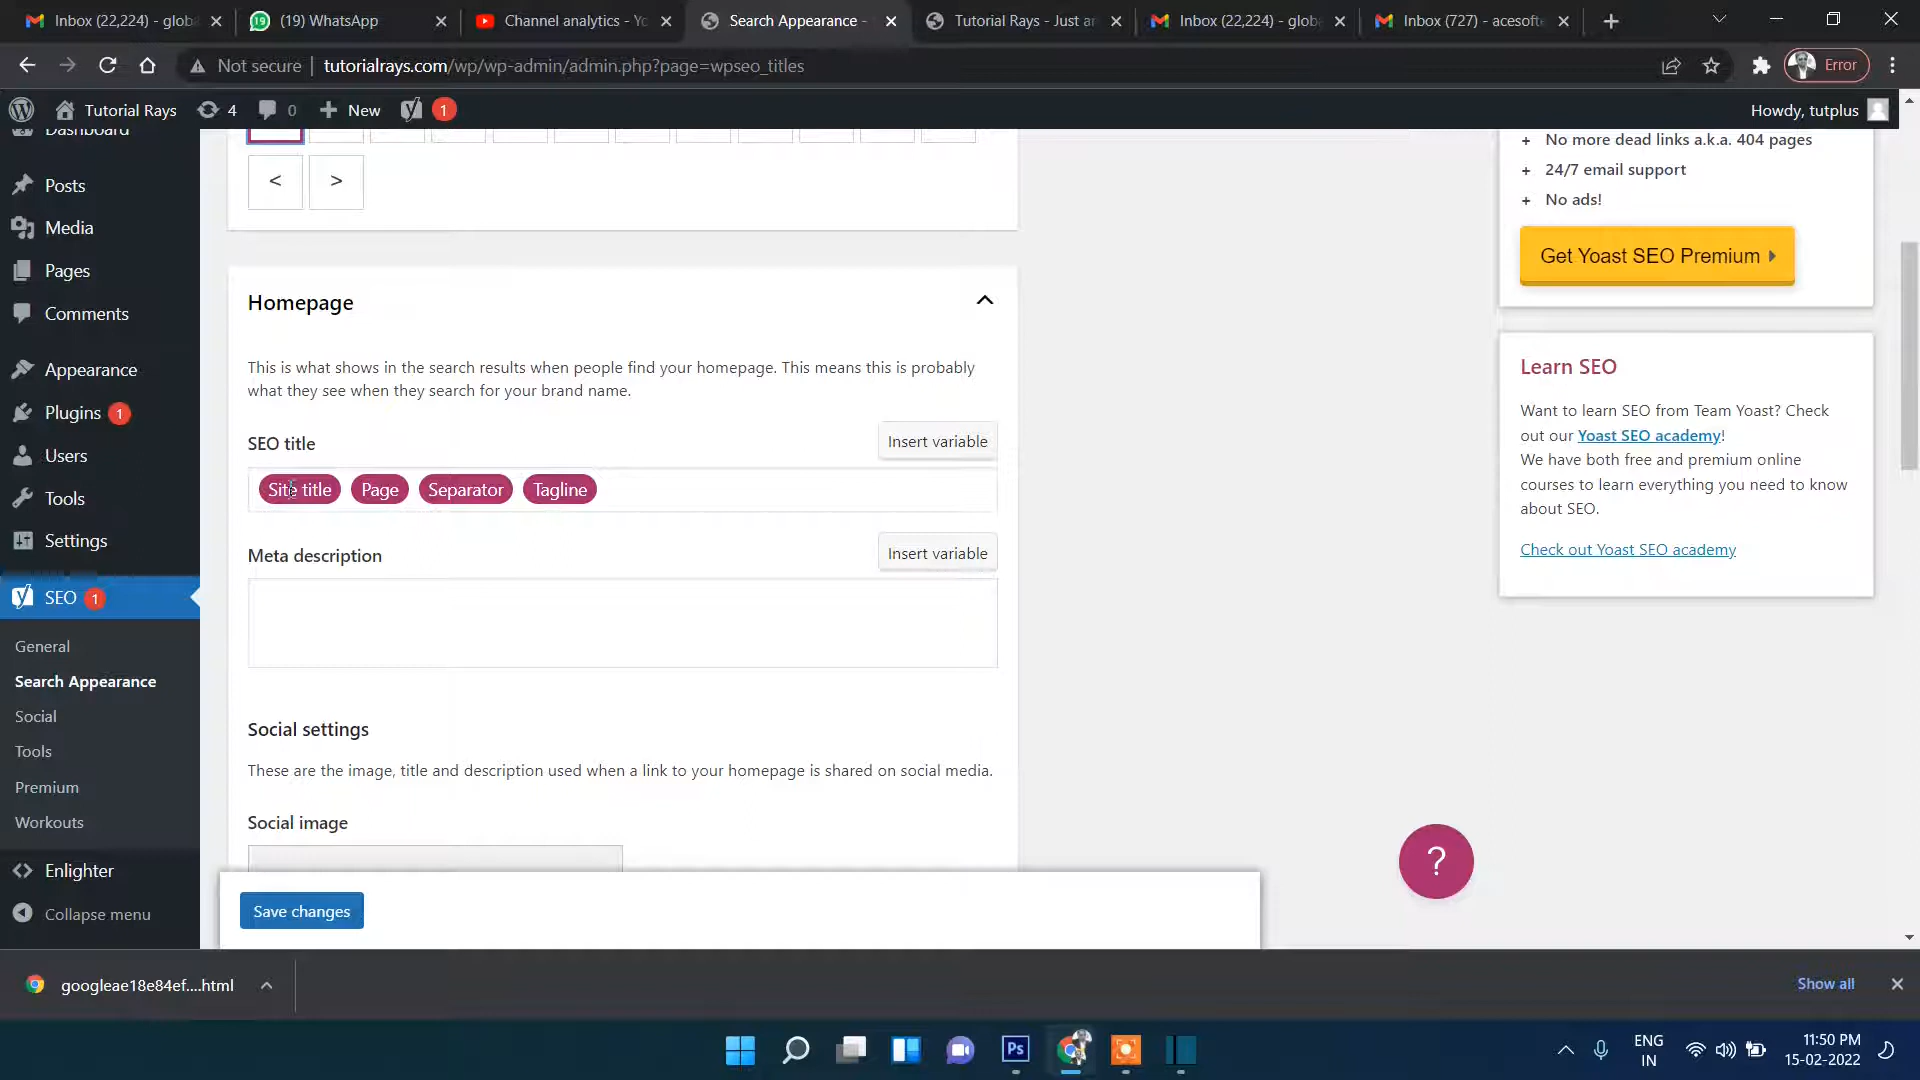 Inbox (22,224) - globa
(19) WhatsApp
Channel analytics - Yo
Search Appearance -
Tutorial Rays - Just an
Inbox (22,224) - globa
Inbox (727) - acesofte
Not secure
tutorialrays.com/wp/wp-admin/admin.php?page=wpseo_titles
Error
Tutorial Rays
4
0
New
1
Howdy, tutplus
Dashboard
Posts
Media
Pages
Comments
Appearance
Plugins 1
Users
Tools
Settings
SEO 1
General
Search Appearance
Social
Tools
Premium
Workouts
Enlighter
Collapse menu
< >
Homepage
This is what shows in the search results when people find your homepage. This means this is probably
what they see when they search for your brand name.
SEO title
Insert variable
Site title Page Separator Tagline
Meta description
Insert variable
Social settings
These are the image, title and description used when a link to your homepage is shared on social media.
Social image
Save changes
+ No more dead links a.k.a. 404 pages
+ 24/7 email support
+ No ads!
Get Yoast SEO Premium
Learn SEO
Want to learn SEO from Team Yoast? Check
out our Yoast SEO academy!
We have both free and premium online
courses to learn everything you need to know
about SEO.
Check out Yoast SEO academy
?
googleae18e84ef....html
Show all
Ps
ENG
IN
11:50 PM
15-02-2022